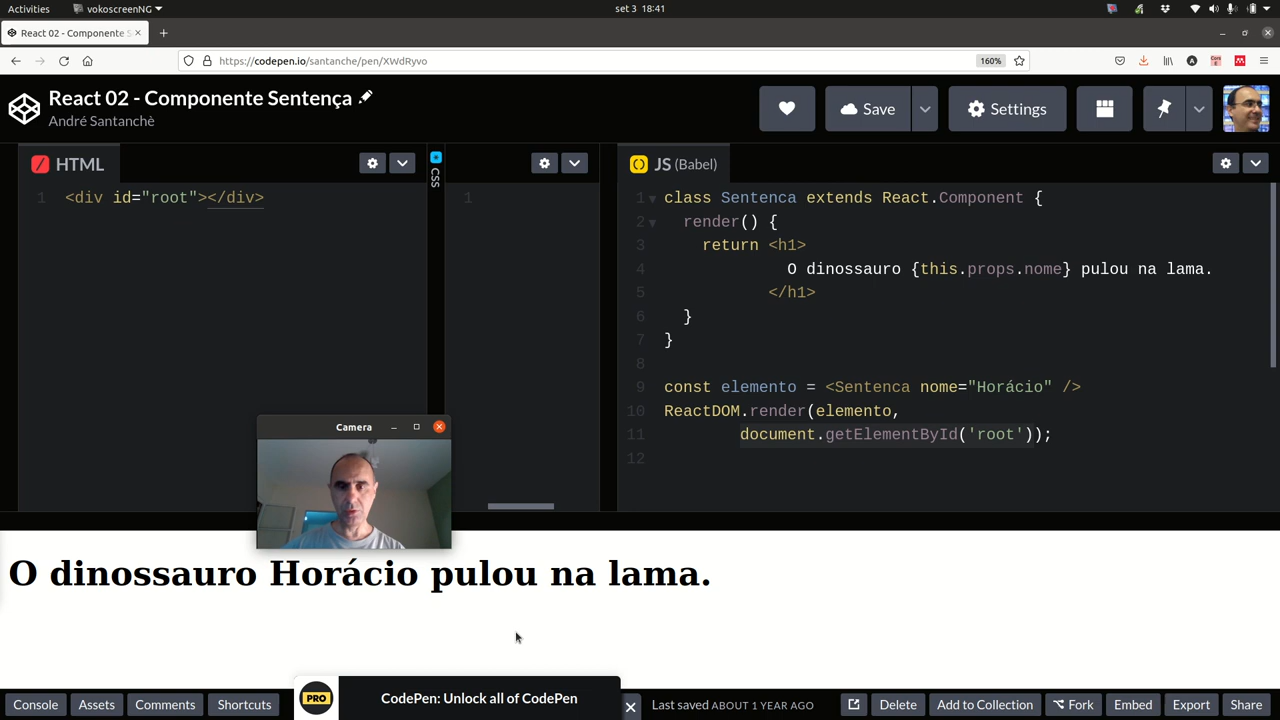 Activities
vokoscreenNG
set 3 18:41
React 02 - Componente S
https://codepen.io/santanche/pen/XWdRyvo
160%
React 02 - Componente Sentença
André Santanchè
Save
Settings
HTML
CSS
JS (Babel)
1 <div id="root"></div>
1
1 class Sentenca extends React.Component {
2 render() {
3 return <h1>
4 O dinossauro {this.props.nome} pulou na lama.
5 </h1>
6 }
7 }
8
9 const elemento = <Sentenca nome="Horácio" />
10 ReactDOM.render(elemento,
11 document.getElementById('root'));
12
Camera
O dinossauro Horácio pulou na lama.
PRO
CodePen: Unlock all of CodePen
Console
Assets
Comments
Shortcuts
Last saved ABOUT 1 YEAR AGO
Delete
Add to Collection
Fork
Embed
Export
Share